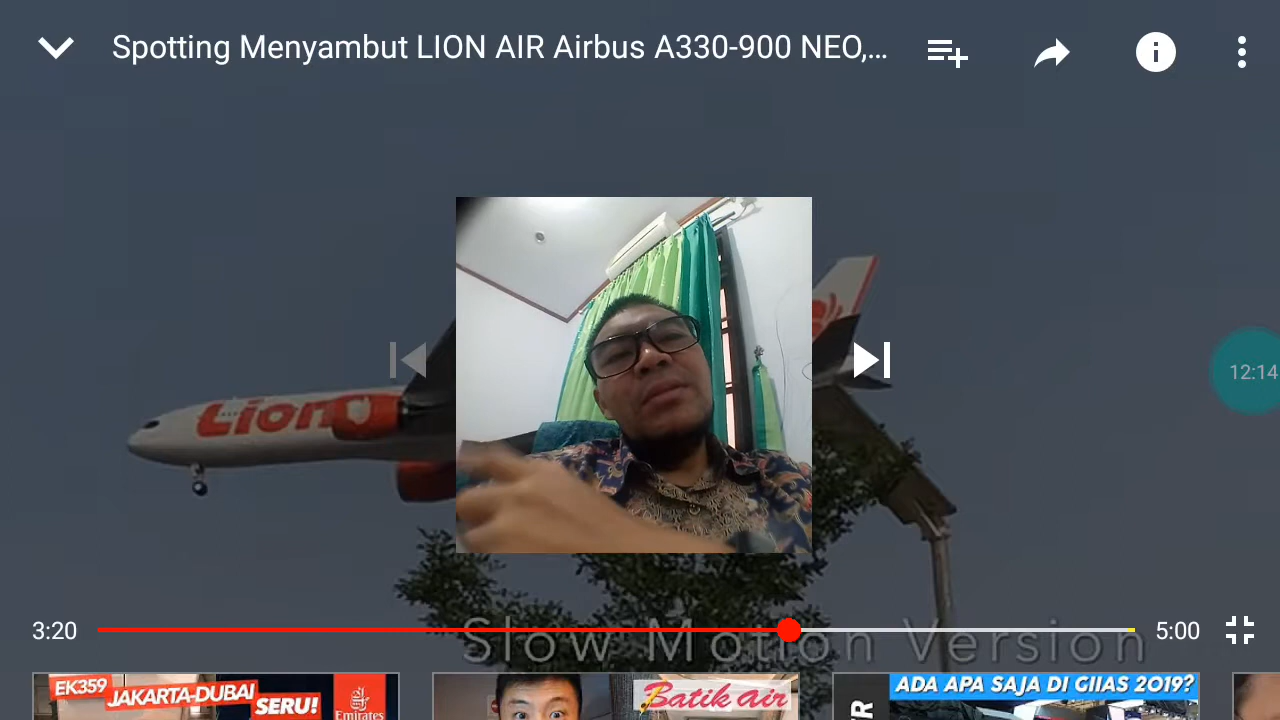 Spotting Menyambut LION AIR Airbus A330-900 NEO,...
Lion
12:14
3:20
5:00
Slow Motion Version
EK359
JAKARTA-DUBAI
SERU!
Emirates
Batik air
ADA APA SAJA DI GIIAS 2019?